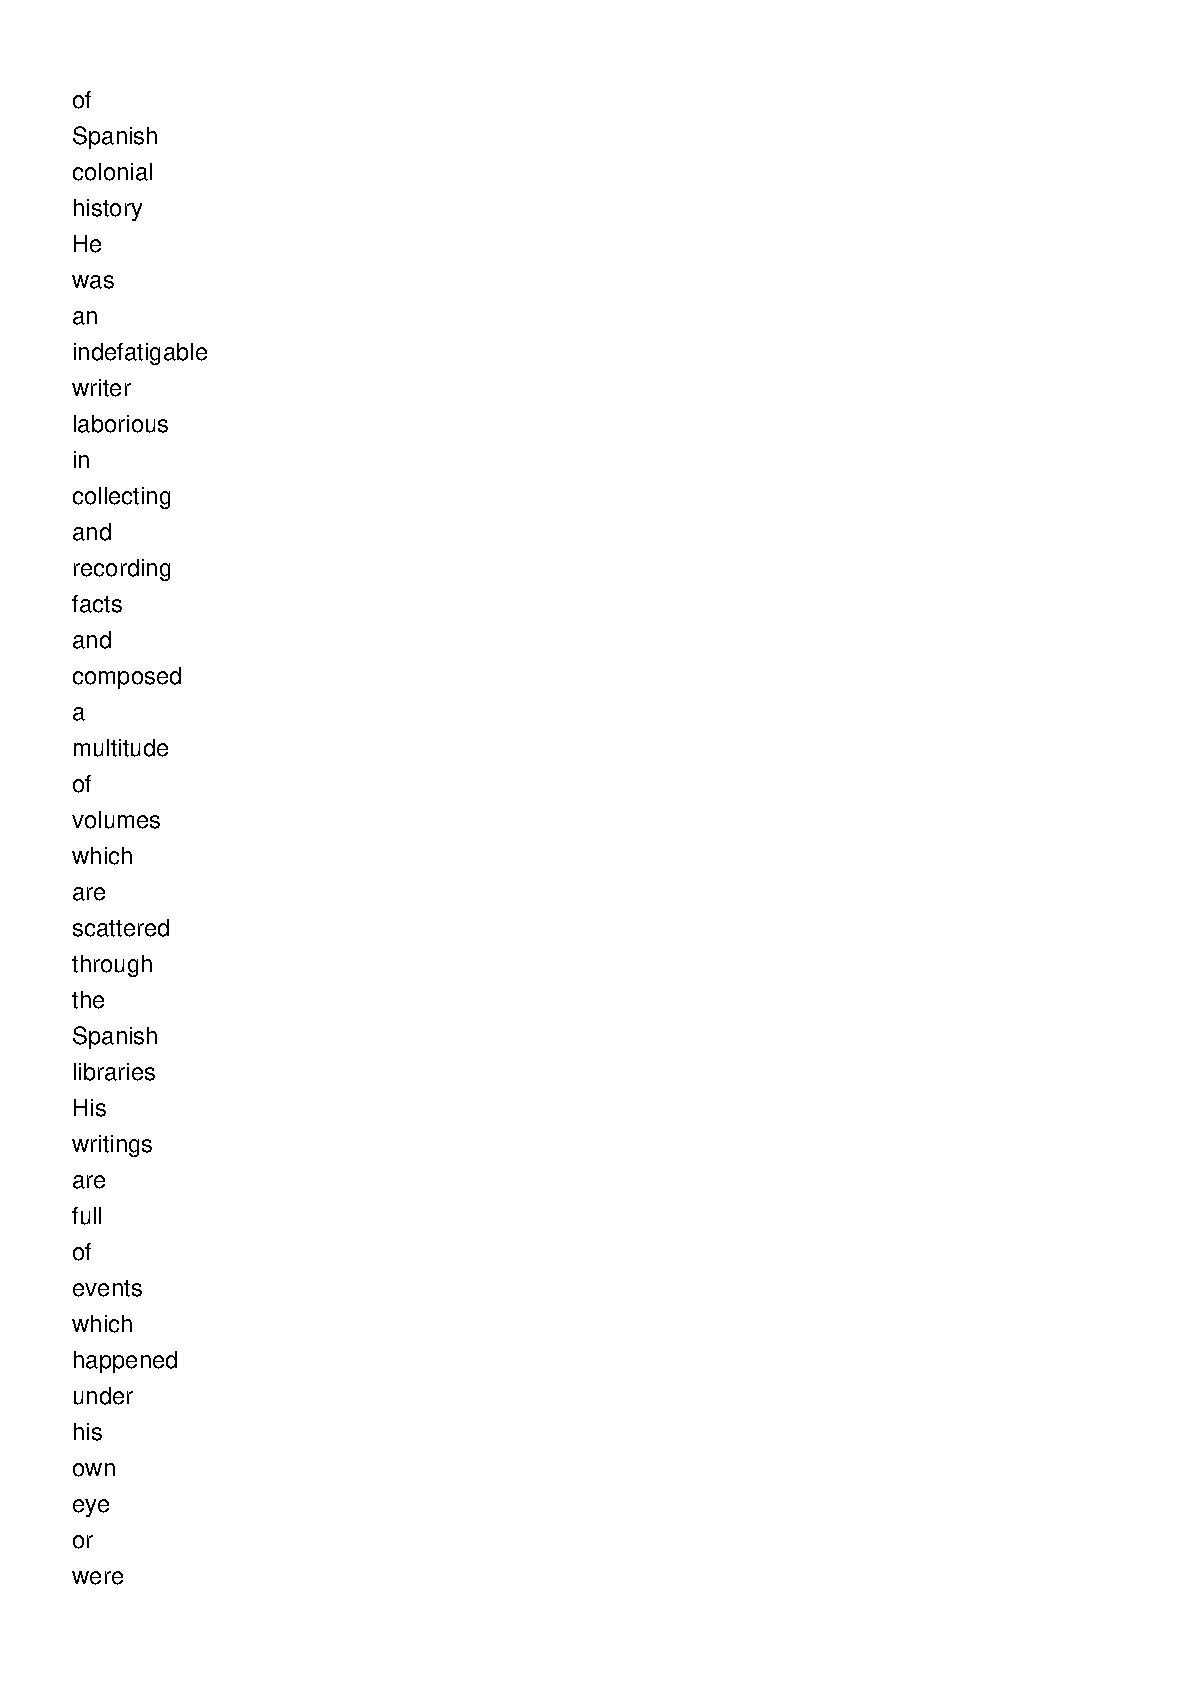 of
Spanish
colonial
history
He
was
an
indefatigable
writer
laborious
in
collecting
and
recording
facts
and
composed
a
multitude
of
volumes
which
are
scattered
through
the
Spanish
libraries
His
writings
are
full
of
events
which
happened
under
his
own
eye
or
were